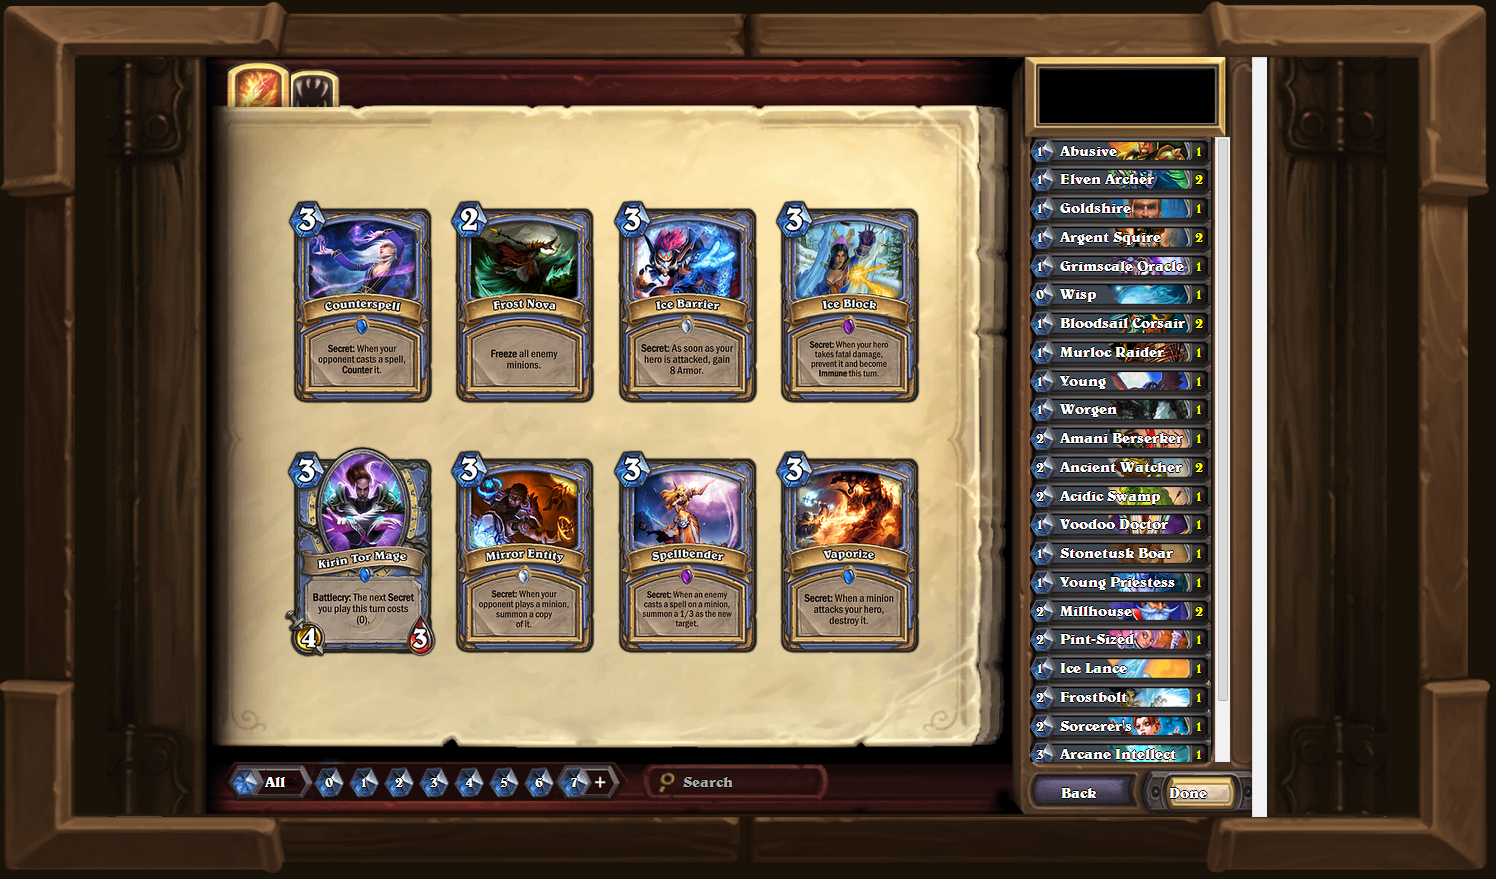 3
Counterspell
Secret: When your
opponent casts a spell,
Counter it.
2
Frost Nova
Freeze all enemy
minions.
3
Ice Barrier
Secret: As soon as your
hero is attacked, gain
8 Armor.
3
Ice Block
Secret: When your hero
takes fatal damage,
prevent it and become
Immune this turn.
3
Kirin Tor Mage
Battlecry: The next Secret
you play this turn costs
(0).
4
3
3
Mirror Entity
Secret: When your
opponent plays a minion,
summon a copy
of it.
3
Spellbender
Secret: When an enemy
casts a spell on a minion,
summon a 1/3 as the new
target.
3
Vaporize
Secret: When a minion
attacks your hero,
destroy it.
All 0 1 2 3 4 5 6 7 +
Search
1 Abusive 1
1 Elven Archer 2
1 Goldshire 1
1 Argent Squire 2
1 Grimscale Oracle 1
0 Wisp 1
1 Bloodsail Corsair 2
1 Murloc Raider 1
1 Young 1
1 Worgen 1
2 Amani Berserker 1
2 Ancient Watcher 2
2 Acidic Swamp 1
1 Voodoo Doctor 1
1 Stonetusk Boar 1
1 Young Priestess 1
2 Millhouse 2
2 Pint-Sized 1
1 Ice Lance 1
2 Frostbolt 1
2 Sorcerer's 1
3 Arcane Intellect 1
Back
Done